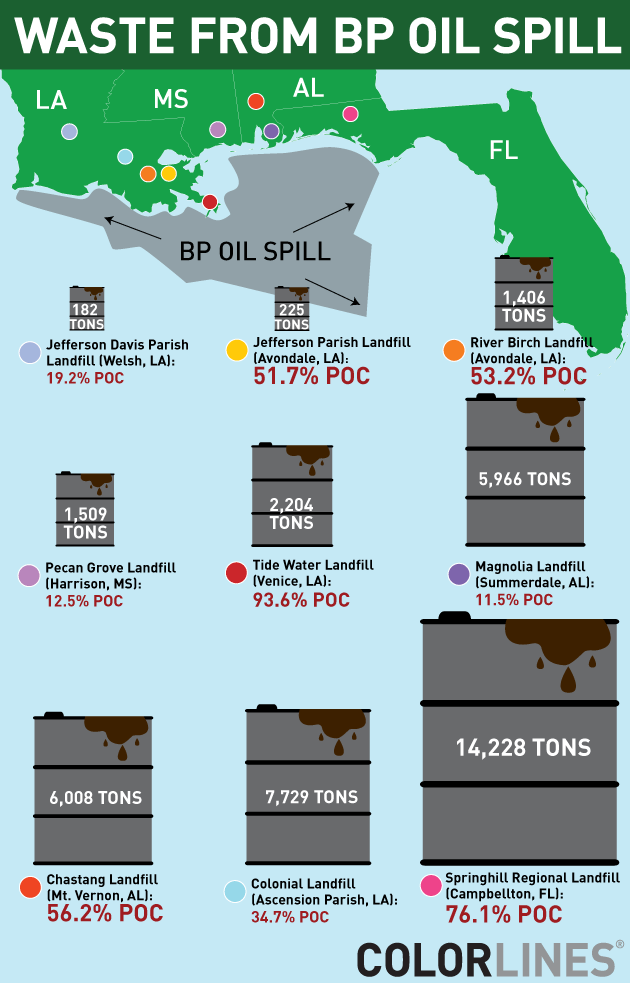 WASTE FROM BP OIL SPILL
LA
MS
AL
FL
BP OIL SPILL
182
TONS
Jefferson Davis Parish
Landfill (Welsh, LA):
19.2% POC
225
TONS
Jefferson Parish Landfill
(Avondale, LA):
51.7% POC
1,406
TONS
River Birch Landfill
(Avondale, LA):
53.2% POC
1,509
TONS
Pecan Grove Landfill
(Harrison, MS):
12.5% POC
2,204
TONS
Tide Water Landfill
(Venice, LA):
93.6% POC
5,966 TONS
Magnolia Landfill
(Summerdale, AL):
11.5% POC
6,008 TONS
Chastang Landfill
(Mt. Vernon, AL):
56.2% POC
7,729 TONS
Colonial Landfill
(Ascension Parish, LA):
34.7% POC
14,228 TONS
Springhill Regional Landfill
(Campbellton, FL):
76.1% POC
COLORLINES®